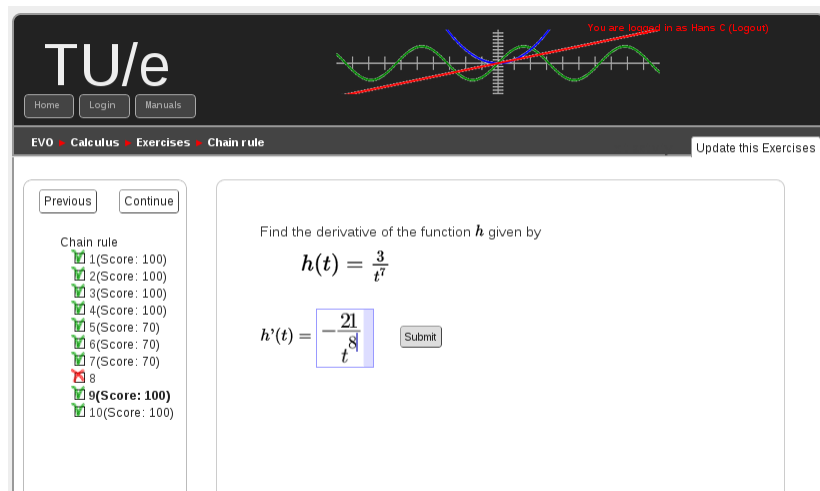 You are logged in as Hans C (Logout)
TU/e
Home Login Manuals
EVO Calculus Exercises Chain rule
Update this Exercises
Previous Continue
Chain rule
1(Score: 100)
2(Score: 100)
3(Score: 100)
4(Score: 100)
5(Score: 70)
6(Score: 70)
7(Score: 70)
8
9(Score: 100)
10(Score: 100)
Find the derivative of the function h given by
h(t) = 3/t^7
h'(t) = -21/t^8 Submit